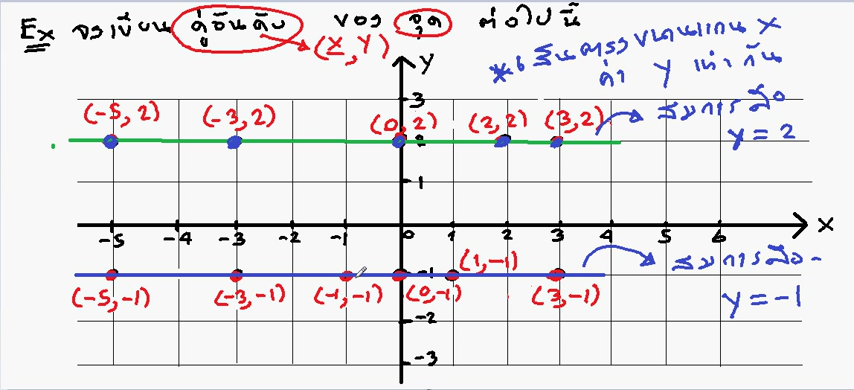 Ex จงเขียน คู่อันดับ ของ จุด ต่อไปนี้
(X, Y)
* เส้นตรงขนานแกน X
ค่า Y เท่ากัน
Y
3
(-5, 2) (-3, 2) (0, 2) (2, 2) (3, 2) สมการคือ
2 y = 2
1
-5 -4 -3 -2 -1 0 1 2 3 4 5 6 X
(1, -1) สมการคือ
-1
(-5, -1) (-3, -1) (-1, -1) (0, -1) (3, -1) y = -1
-2
-3